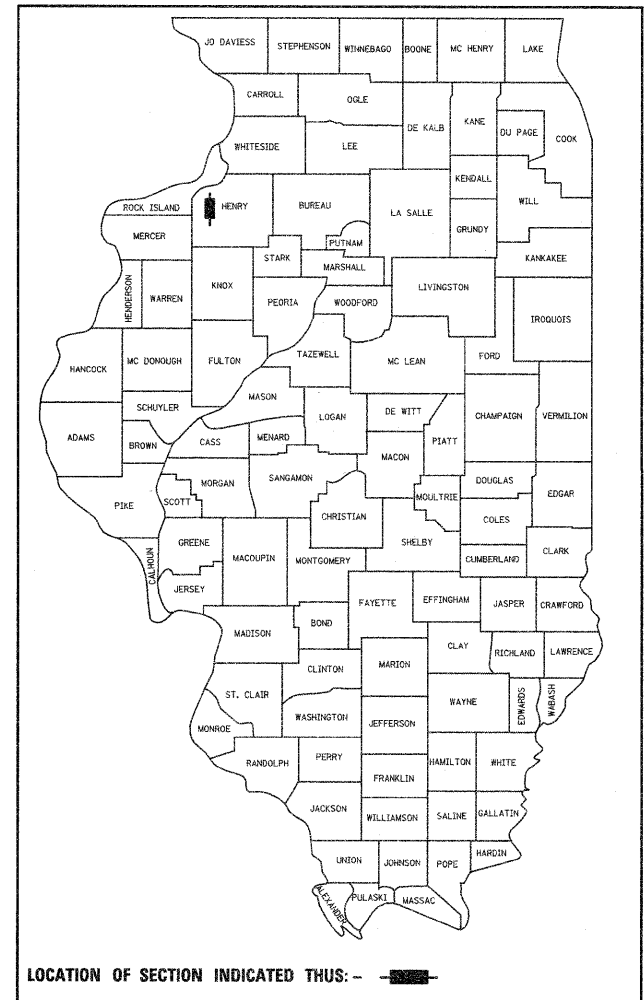 JO DAVIESS STEPHENSON WINNEBAGO BOONE MC HENRY LAKE
CARROLL OGLE DE KALB KANE DU PAGE COOK
WHITESIDE LEE
KENDALL WILL
ROCK ISLAND HENRY BUREAU LA SALLE GRUNDY
MERCER PUTNAM
STARK MARSHALL KANKAKEE
HENDERSON WARREN KNOX PEORIA WOODFORD LIVINGSTON IROQUOIS
HANCOCK MC DONOUGH FULTON TAZEWELL MC LEAN FORD
SCHUYLER MASON LOGAN DE WITT CHAMPAIGN VERMILION
ADAMS BROWN CASS MENARD MACON PIATT
MORGAN SANGAMON DOUGLAS EDGAR
PIKE SCOTT CHRISTIAN MOULTRIE COLES
CALHOUN GREENE MACOUPIN MONTGOMERY SHELBY CUMBERLAND CLARK
JERSEY FAYETTE EFFINGHAM JASPER CRAWFORD
MADISON BOND
CLAY RICHLAND LAWRENCE
CLINTON MARION
ST. CLAIR WAYNE EDWARDS WABASH
MONROE WASHINGTON JEFFERSON
RANDOLPH PERRY HAMILTON WHITE
FRANKLIN
JACKSON WILLIAMSON SALINE GALLATIN
UNION JOHNSON POPE HARDIN
ALEXANDER PULASKI MASSAC
LOCATION OF SECTION INDICATED THUS: -